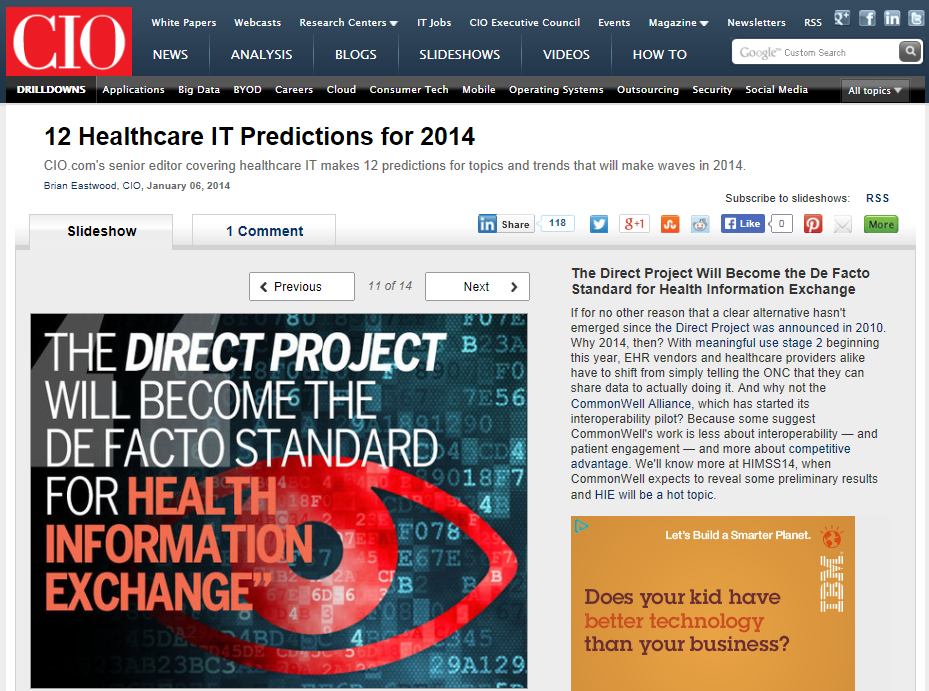 CIO
White Papers Webcasts Research Centers IT Jobs CIO Executive Council Events Magazine Newsletters RSS
NEWS ANALYSIS BLOGS SLIDESHOWS VIDEOS HOW TO
Google™ Custom Search
DRILLDOWNS Applications Big Data BYOD Careers Cloud Consumer Tech Mobile Operating Systems Outsourcing Security Social Media All topics
12 Healthcare IT Predictions for 2014
CIO.com's senior editor covering healthcare IT makes 12 predictions for topics and trends that will make waves in 2014.
Brian Eastwood, CIO, January 06, 2014
Subscribe to slideshows: RSS
Slideshow 1 Comment
Share 118 g+1 Like 0 More
Previous 11 of 14 Next
THE DIRECT PROJECT
WILL BECOME THE
DE FACTO STANDARD
FOR HEALTH
INFORMATION
EXCHANGE”
The Direct Project Will Become the De Facto
Standard for Health Information Exchange
If for no other reason that a clear alternative hasn't
emerged since the Direct Project was announced in 2010.
Why 2014, then? With meaningful use stage 2 beginning
this year, EHR vendors and healthcare providers alike
have to shift from simply telling the ONC that they can
share data to actually doing it. And why not the
CommonWell Alliance, which has started its
interoperability pilot? Because some suggest
CommonWell's work is less about interoperability — and
patient engagement — and more about competitive
advantage. We'll know more at HIMSS14, when
CommonWell expects to reveal some preliminary results
and HIE will be a hot topic.
Let's Build a Smarter Planet.
IBM
Does your kid have
better technology
than your business?